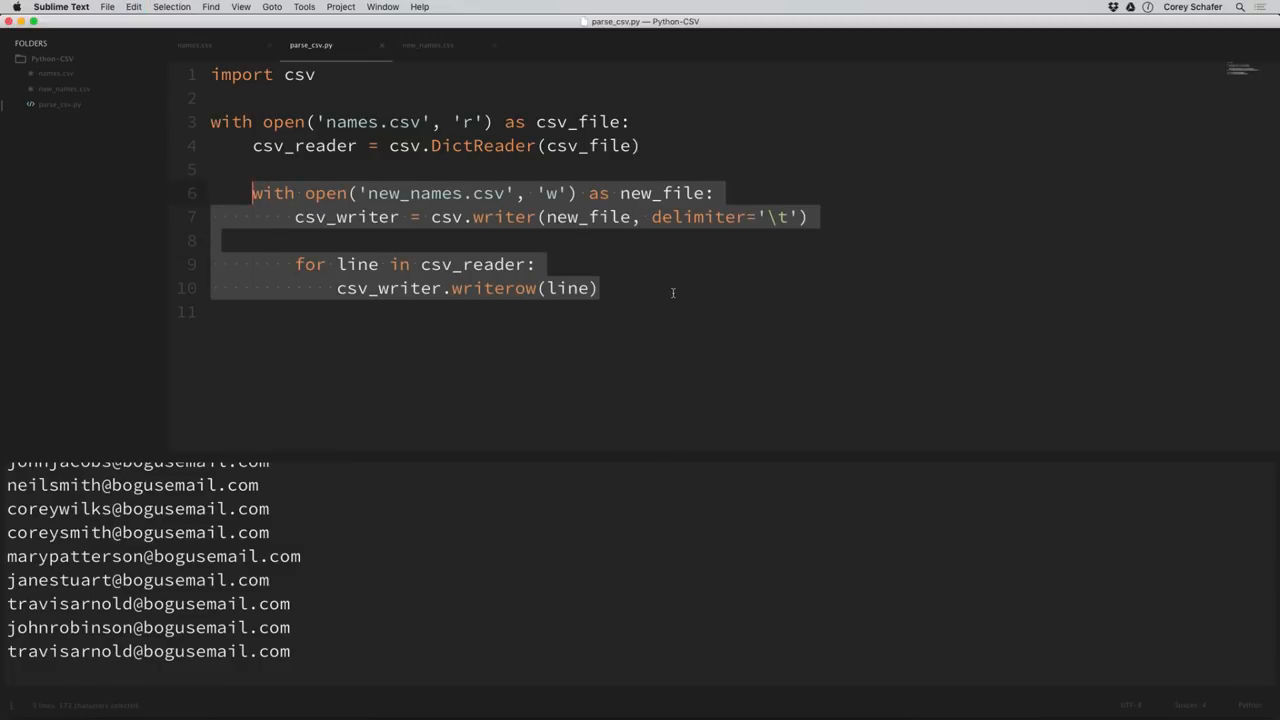 Sublime Text File Edit Selection Find View Goto Tools Project Window Help Corey Schafer
parse_csv.py — Python-CSV
FOLDERS
Python-CSV
names.csv
new_names.csv
parse_csv.py
names.csv parse_csv.py new_names.csv
1 import csv
2
3 with open('names.csv', 'r') as csv_file:
4 csv_reader = csv.DictReader(csv_file)
5
6 with open('new_names.csv', 'w') as new_file:
7 csv_writer = csv.writer(new_file, delimiter='\t')
8
9 for line in csv_reader:
10 csv_writer.writerow(line)
11
johnjacobs@bogusemail.com
neilsmith@bogusemail.com
coreywilks@bogusemail.com
coreysmith@bogusemail.com
marypatterson@bogusemail.com
janestuart@bogusemail.com
travisarnold@bogusemail.com
johnrobinson@bogusemail.com
travisarnold@bogusemail.com
lines, characters selected UTF-8 Spaces: 4 Python